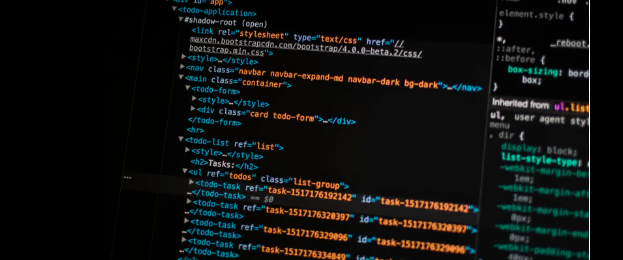 <div id="app">
▼<todo-application>
▼#shadow-root (open)
<link rel="stylesheet" type="text/css" href="//
maxcdn.bootstrapcdn.com/bootstrap/4.0.0-beta.2/css/
bootstrap.min.css">
▶<style>…</style>
▶<nav class="navbar navbar-expand-md navbar-dark bg-dark">…</nav>
▼<main class="container">
▼<todo-form>
▶<style>…</style>
▶<div class="card todo-form">…</div>
</todo-form>
<hr>
▼<todo-list ref="list">
▶<style>…</style>
<h2>Tasks:</h2>
▼<ul ref="todos" class="list-group">
▶<todo-task ref="task-1517176192142" id="task-1517176192142">
…</todo-task> == $0
▶<todo-task ref="task-1517176320397" id="task-1517176320397">
…</todo-task>
▶<todo-task ref="task-1517176329096" id="task-1517176329096">
…</todo-task>
▶<todo-task ref="task-1517176334849"
element.style {
}
*, _reboot.
::after,
::before {
box-sizing: bord
box;
}
Inherited from ul.list
ul, user agent sty
menu
, dir {
display: block;
list-style-type:
-webkit-margin-be
1em;
-webkit-margin-af
1em;
-webkit-margin-sta
0px;
-webkit-margin-end
0px;
-webkit-padding-st
40px;